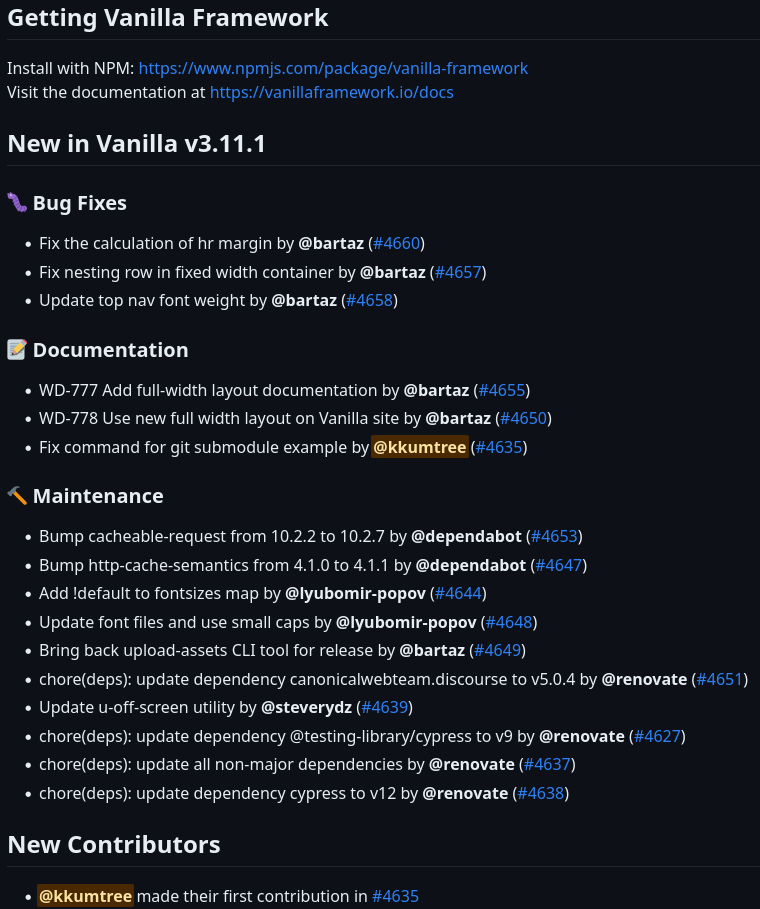 Getting Vanilla Framework
Install with NPM: https://www.npmjs.com/package/vanilla-framework
Visit the documentation at https://vanillaframework.io/docs
New in Vanilla v3.11.1
🐛 Bug Fixes
• Fix the calculation of hr margin by @bartaz (#4660)
• Fix nesting row in fixed width container by @bartaz (#4657)
• Update top nav font weight by @bartaz (#4658)
📝 Documentation
• WD-777 Add full-width layout documentation by @bartaz (#4655)
• WD-778 Use new full width layout on Vanilla site by @bartaz (#4650)
• Fix command for git submodule example by @kkumtree (#4635)
🔨 Maintenance
• Bump cacheable-request from 10.2.2 to 10.2.7 by @dependabot (#4653)
• Bump http-cache-semantics from 4.1.0 to 4.1.1 by @dependabot (#4647)
• Add !default to fontsizes map by @lyubomir-popov (#4644)
• Update font files and use small caps by @lyubomir-popov (#4648)
• Bring back upload-assets CLI tool for release by @bartaz (#4649)
• chore(deps): update dependency canonicalwebteam.discourse to v5.0.4 by @renovate (#4651)
• Update u-off-screen utility by @steverydz (#4639)
• chore(deps): update dependency @testing-library/cypress to v9 by @renovate (#4627)
• chore(deps): update all non-major dependencies by @renovate (#4637)
• chore(deps): update dependency cypress to v12 by @renovate (#4638)
New Contributors
• @kkumtree made their first contribution in #4635